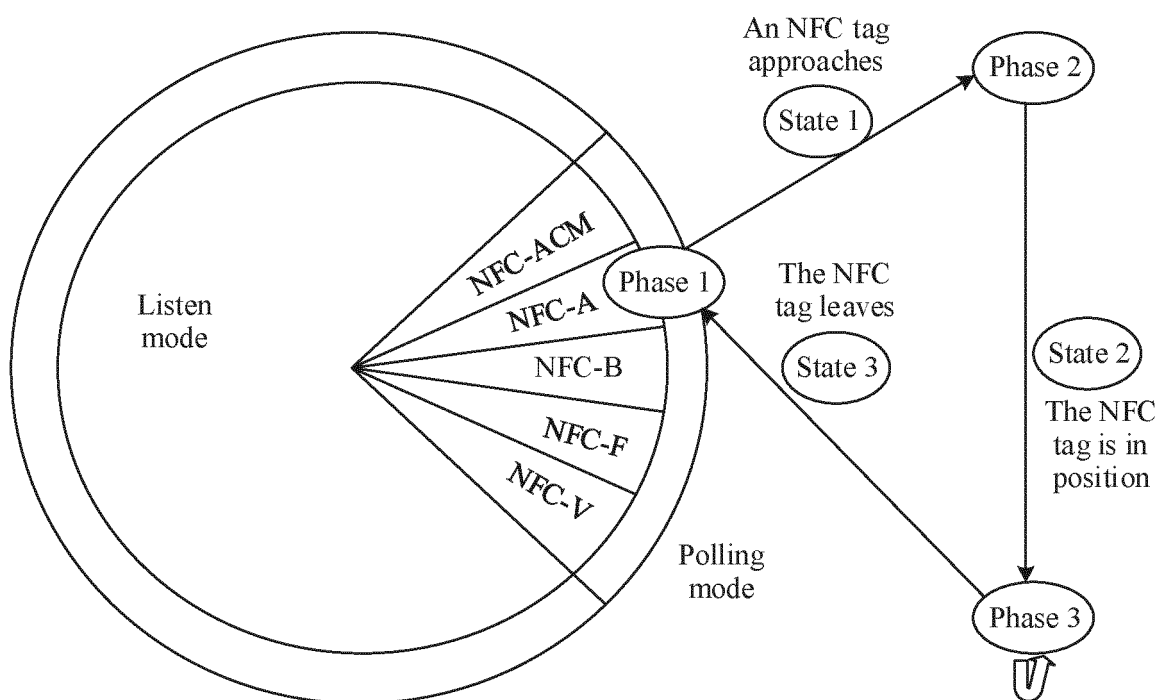 An NFC tag
approaches
State 1
Phase 2
Listen
mode
NFC-ACM
NFC-A
NFC-B
NFC-F
NFC-V
Phase 1
The NFC
tag leaves
State 3
State 2
The NFC
tag is in
position
Polling
mode
Phase 3